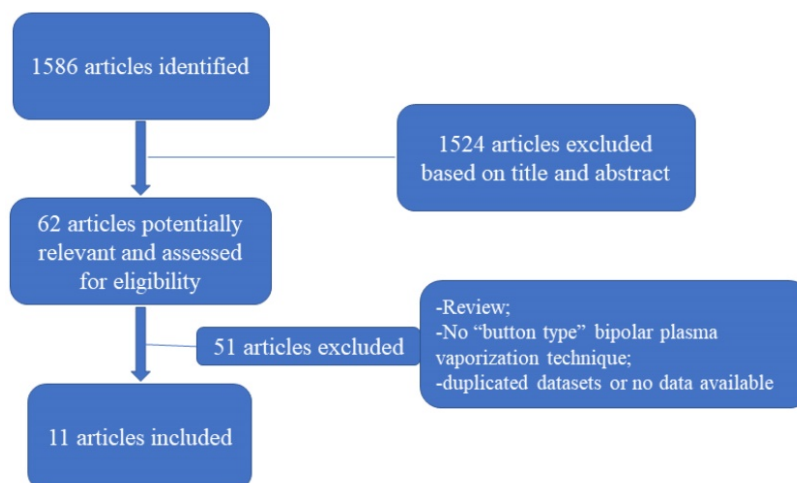 1586 articles identified
1524 articles excluded
based on title and abstract
62 articles potentially
relevant and assessed
for eligibility
51 articles excluded
-Review;
-No “button type” bipolar plasma
vaporization technique;
-duplicated datasets or no data available
11 articles included